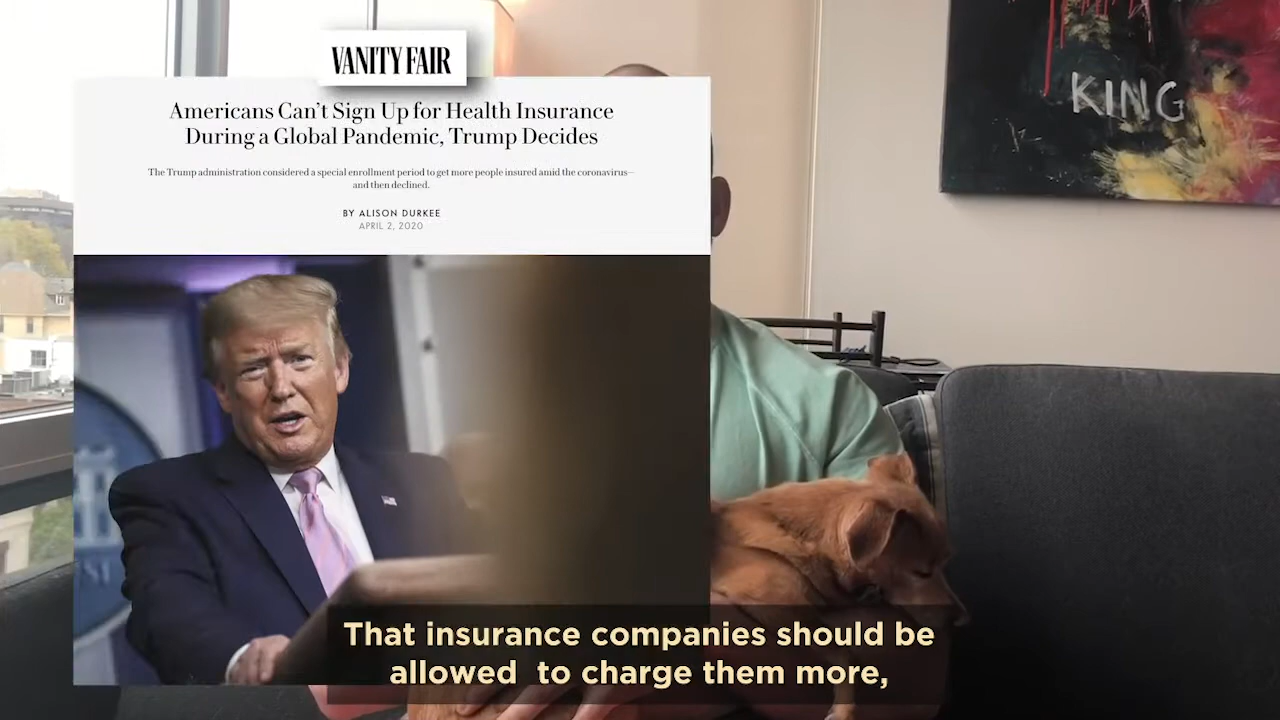 VANITY FAIR
Americans Can't Sign Up for Health Insurance
During a Global Pandemic, Trump Decides
The Trump administration considered a special enrollment period to get more people insured amid the coronavirus—
and then declined.
BY ALISON DURKEE
APRIL 2, 2020
KING
That insurance companies should be
allowed to charge them more,